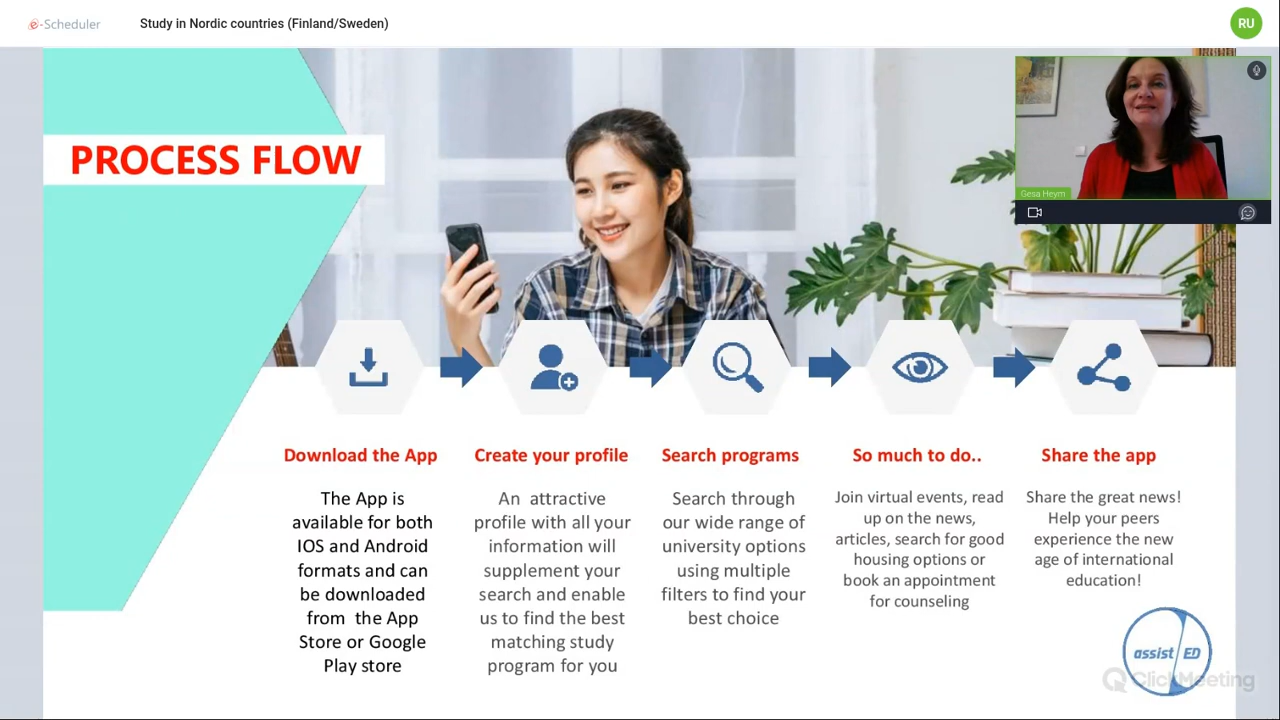 e-Scheduler
Study in Nordic countries (Finland/Sweden)
RU
PROCESS FLOW
Gesa Heym
Download the App
The App is
available for both
IOS and Android
formats and can
be downloaded
from the App
Store or Google
Play store
Create your profile
An attractive
profile with all your
information will
supplement your
search and enable
us to find the best
matching study
program for you
Search programs
Search through
our wide range of
university options
using multiple
filters to find your
best choice
So much to do..
Join virtual events, read
up on the news,
articles, search for good
housing options or
book an appointment
for counseling
Share the app
Share the great news!
Help your peers
experience the new
age of international
education!
assist ED
ClickMeeting